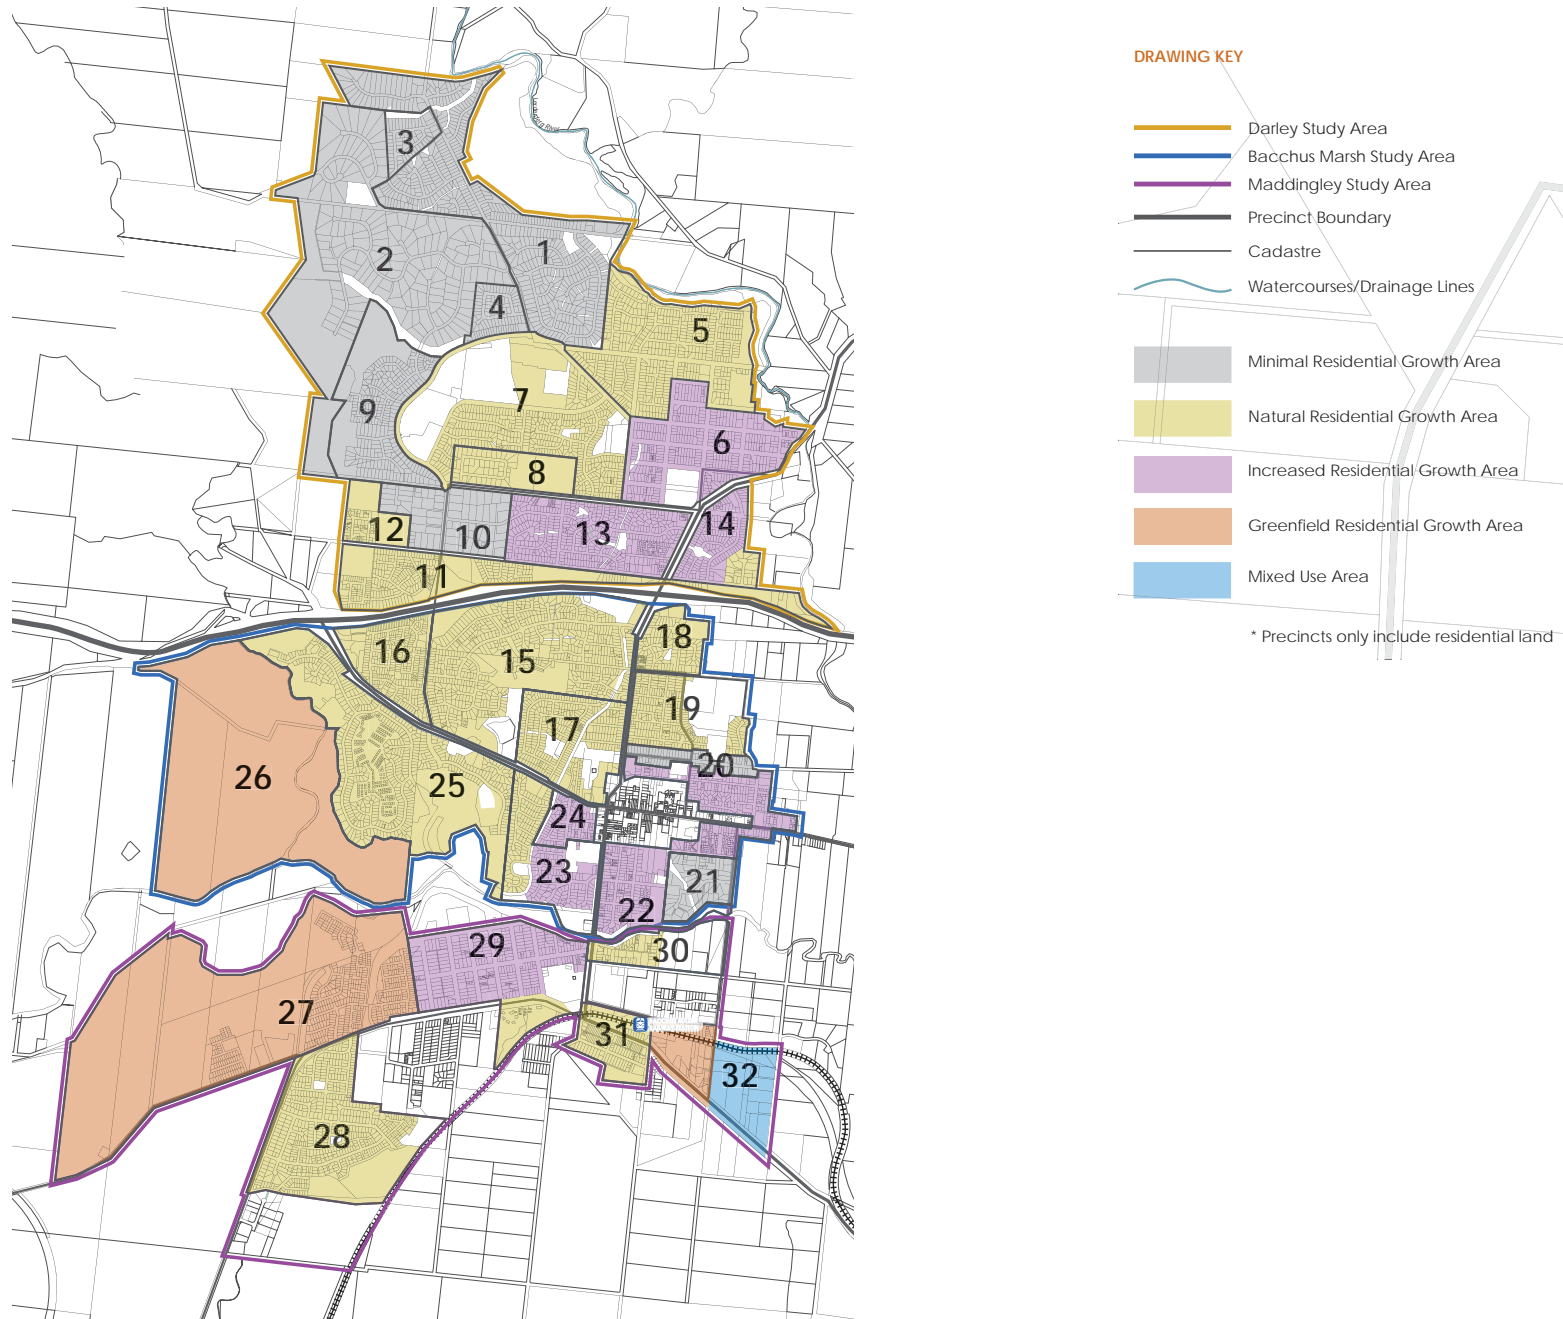 DRAWING KEY
Darley Study Area
Bacchus Marsh Study Area
Maddingley Study Area
Precinct Boundary
Cadastre
Watercourses/Drainage Lines
Minimal Residential Growth Area
Natural Residential Growth Area
Increased Residential Growth Area
Greenfield Residential Growth Area
Mixed Use Area
* Precincts only include residential land
3
2
1
4
5
7
9
6
8
12
10
13
14
11
16
15
18
17
19
20
26
25
24
23
21
22
29
30
27
31
32
28